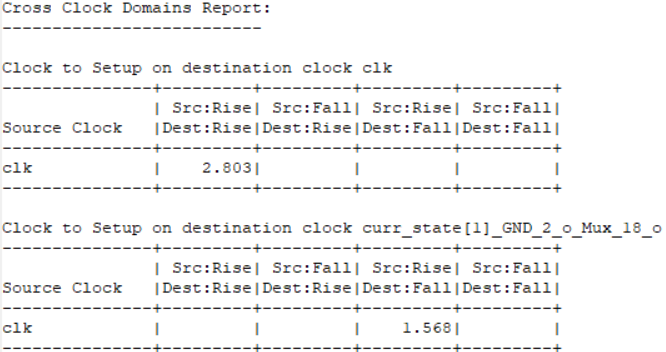 Cross Clock Domains Report:
--------------------------
Clock to Setup on destination clock clk
---------------+---------+---------+---------+---------+
               | Src:Rise| Src:Fall| Src:Rise| Src:Fall|
Source Clock   |Dest:Rise|Dest:Rise|Dest:Fall|Dest:Fall|
---------------+---------+---------+---------+---------+
clk            |    2.803|         |         |         |
---------------+---------+---------+---------+---------+
Clock to Setup on destination clock curr_state[1]_GND_2_o_Mux_18_o
---------------+---------+---------+---------+---------+
               | Src:Rise| Src:Fall| Src:Rise| Src:Fall|
Source Clock   |Dest:Rise|Dest:Rise|Dest:Fall|Dest:Fall|
---------------+---------+---------+---------+---------+
clk            |         |         |    1.568|         |
---------------+---------+---------+---------+---------+